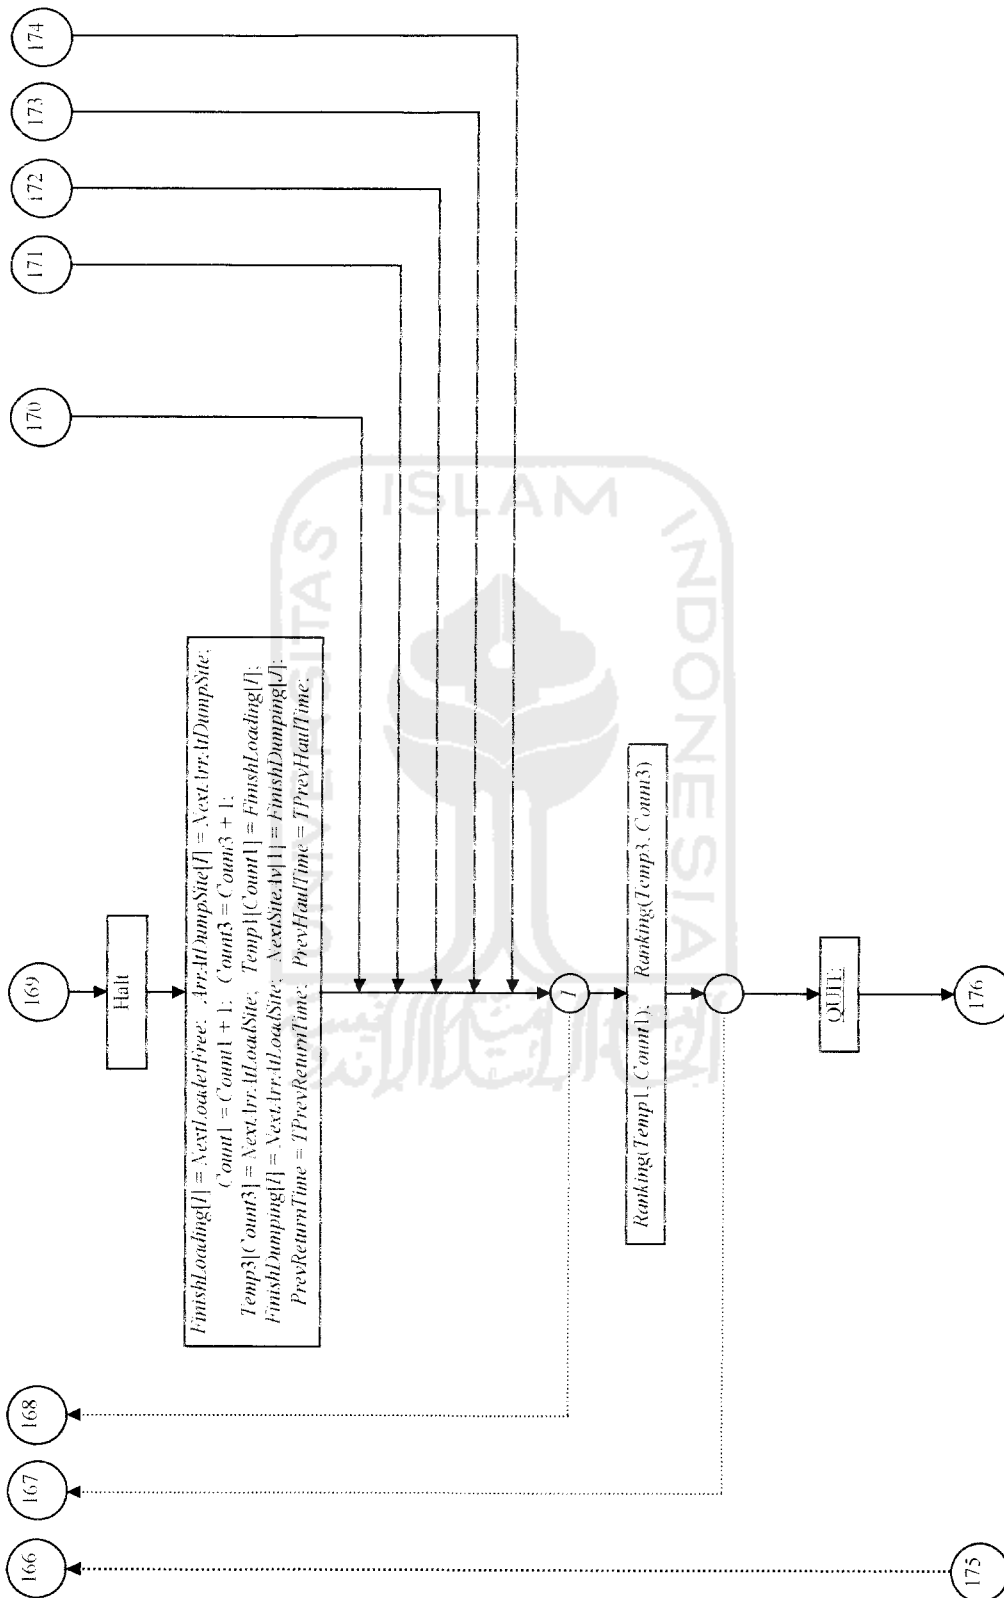 166
167
168
169
170
171
172
173
174
Halt
FinishLoading[I] = NextLoaderFree; ArrAtDumpSite[I] = NextArrAtDumpSite;
Count1 = Count1 + 1; Count3 = Count3 + 1;
Temp3[Count3] = NextArrAtLoadSite; Temp1[Count1] = FinishLoading[I];
FinishDumping[I] = NextArrAtLoadSite; NextSiteAv[1] = FinishDumping[J];
PrevReturnTime = TPrevReturnTime; PrevHaulTime = TPrevHaulTime;
I
Ranking(Temp1, Count1); Ranking(Temp3, Count3)
QUIT:
175
176
UNIVERSITAS
ISLAM
INDONESIA